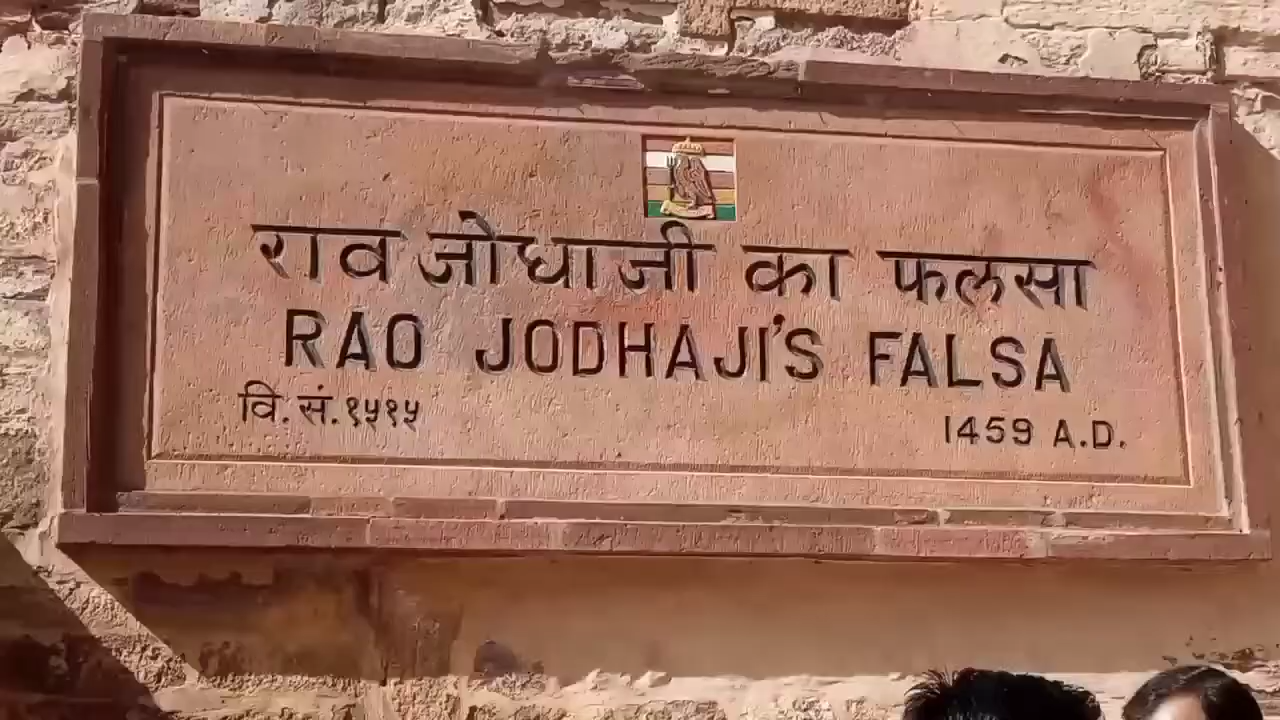 राव जोधाजी का फलसा
RAO JODHAJI'S FALSA
वि. सं. १५१५
1459 A.D.